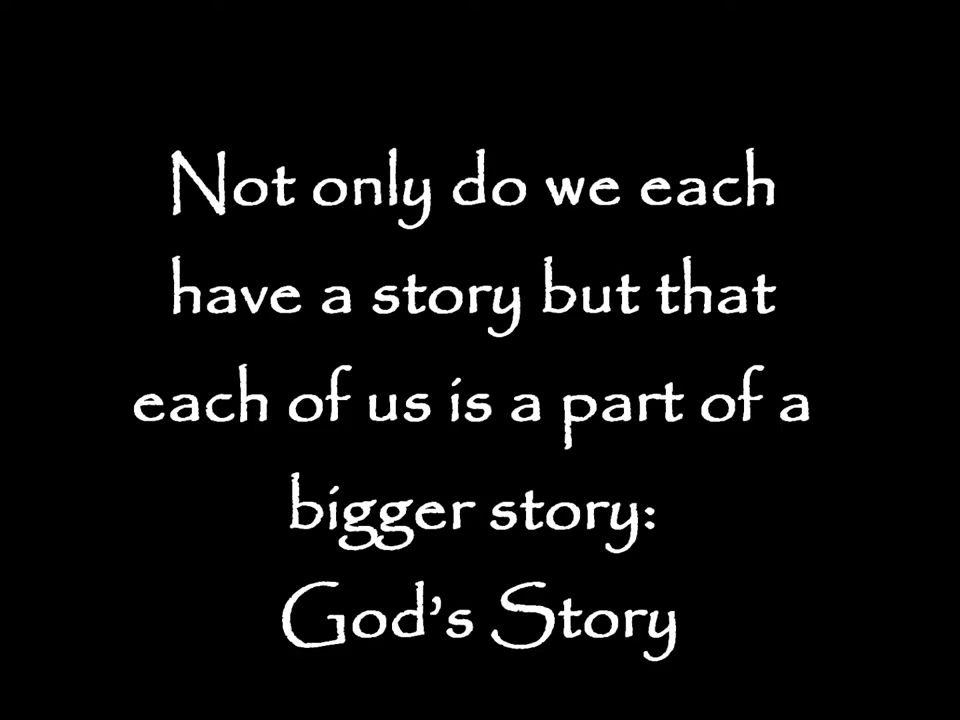 Not only do we each
have a story but that
each of us is a part of a
bigger story:
God’s Story